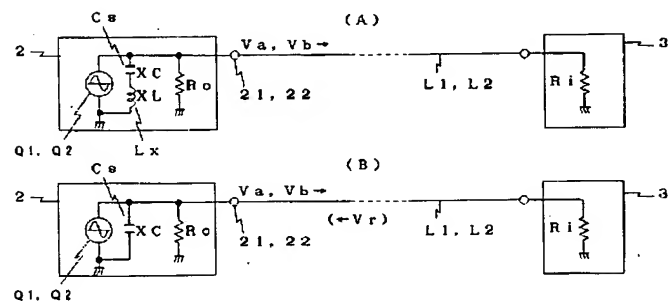 (A)
Cs
2
Va, Vb→
3
XC
Ro
XL
21, 22
L1, L2
Ri
Q1, Q2
Lx
(B)
Cs
2
Va, Vb→
3
(←Vr)
XC
Ro
21, 22
L1, L2
Ri
Q1, Q2